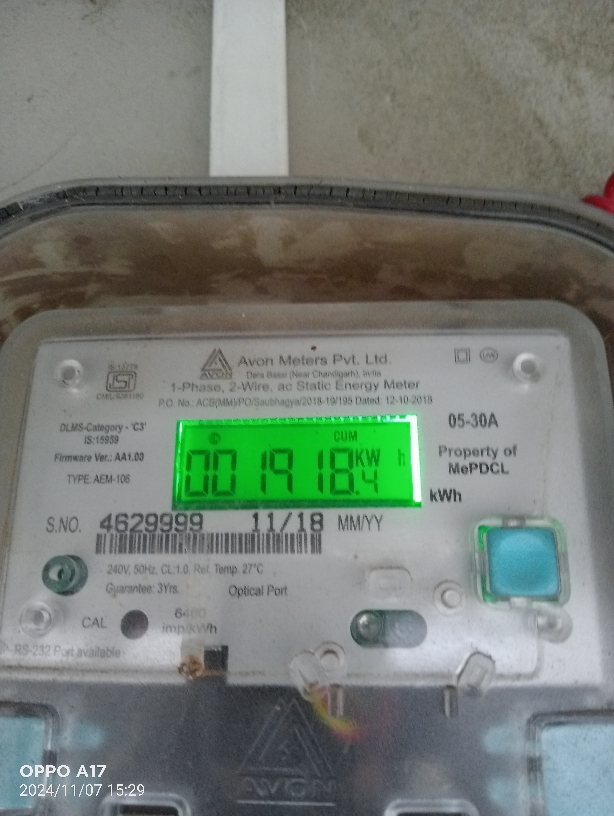 Avon Meters Pvt. Ltd.
AVON
Dera Bassi (Near Chandigarh), India
1-Phase, 2-Wire, ac Static Energy Meter
P.O. No.: ACB(MM)/PO/Saubhagya/2018-19/195 Dated: 12-10-2018
DLMS-Category - 'C3'
IS:15959
Firmware Ver.: AA1.00
TYPE: AEM-106
CUM
001918.4
KW h
kWh
05-30A
Property of
MePDCL
S.NO. 4629999 11/18 MM/YY
240V, 50Hz, CL:1.0. Ref. Temp. 27°C
Guarantee: 3Yrs. Optical Port
CAL
6400
imp/kWh
RS-232 Port available
AVON
OPPO A17
2024/11/07 15:29